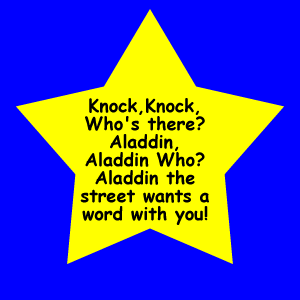 Knock,Knock,
Who's there?
Aladdin,
Aladdin Who?
Aladdin the
street wants a
word with you!